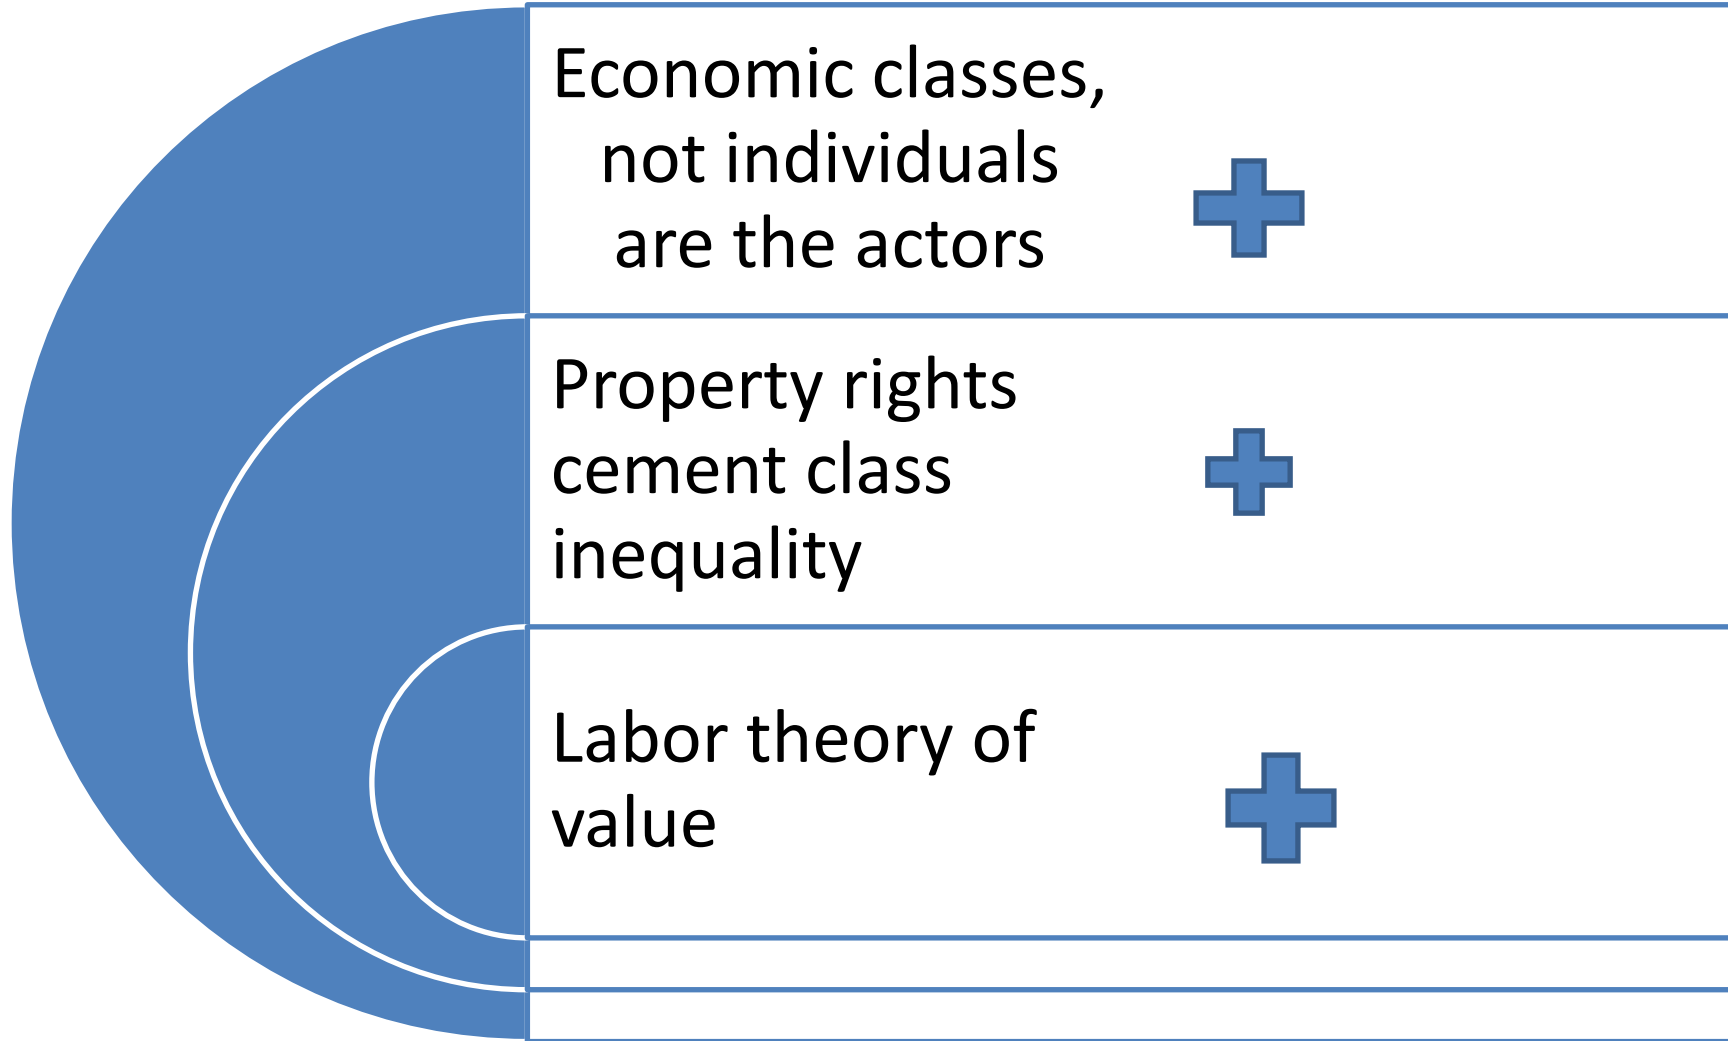 Economic classes,
not individuals
are the actors
Property rights
cement class
inequality
Labor theory of
value